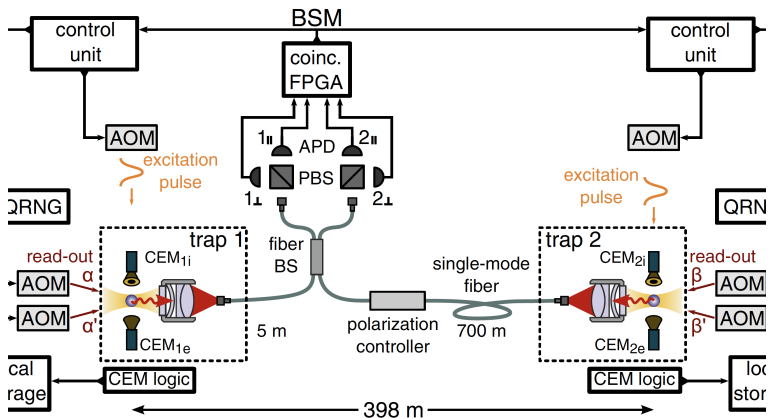 BSM
control
unit
coinc.
FPGA
control
unit
AOM
AOM
excitation
pulse
excitation
pulse
1॥
APD
2॥
PBS
1⊥
2⊥
QRNG
QRN
trap 1
trap 2
fiber
BS
CEM1i
CEM2i
read-out
read-out
α
β
AOM
AOM
α'
β'
AOM
AOM
single-mode
fiber
5 m
polarization
controller
700 m
CEM1e
CEM2e
cal
rage
CEM logic
CEM logic
loc
stor
398 m